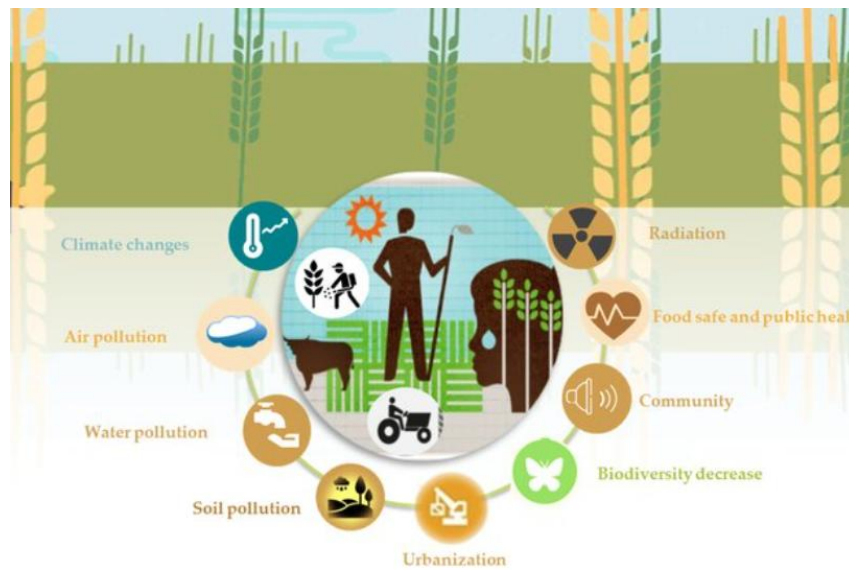 Climate changes
Radiation
Air pollution
Food safe and public heal
Water pollution
Community
Soil pollution
Biodiversity decrease
Urbanization